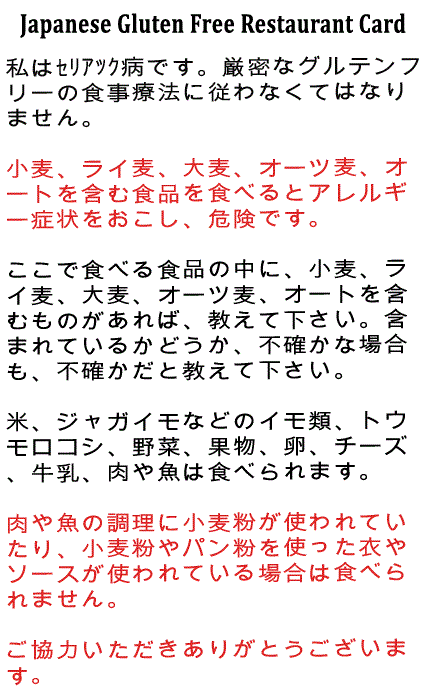 Japanese Gluten Free Restaurant Card
私はｾﾘｱｯｸ病です。厳密なグルテンフ
リーの食事療法に従わなくてはなり
ません。
小麦、ライ麦、大麦、オーツ麦、オ
ートを含む食品を食べるとアレルギ
ー症状をおこし、危険です。
ここで食べる食品の中に、小麦、ラ
イ麦、大麦、オーツ麦、オートを含
むものがあれば、教えて下さい。含
まれているかどうか、不確かな場合
も、不確かだと教えて下さい。
米、ジャガイモなどのイモ類、トウ
モロコシ、野菜、果物、卵、チーズ
、牛乳、肉や魚は食べられます。
肉や魚の調理に小麦粉が使われてい
たり、小麦粉やパン粉を使った衣や
ソースが使われている場合は食べら
れません。
ご協力いただきありがとうございま
す。